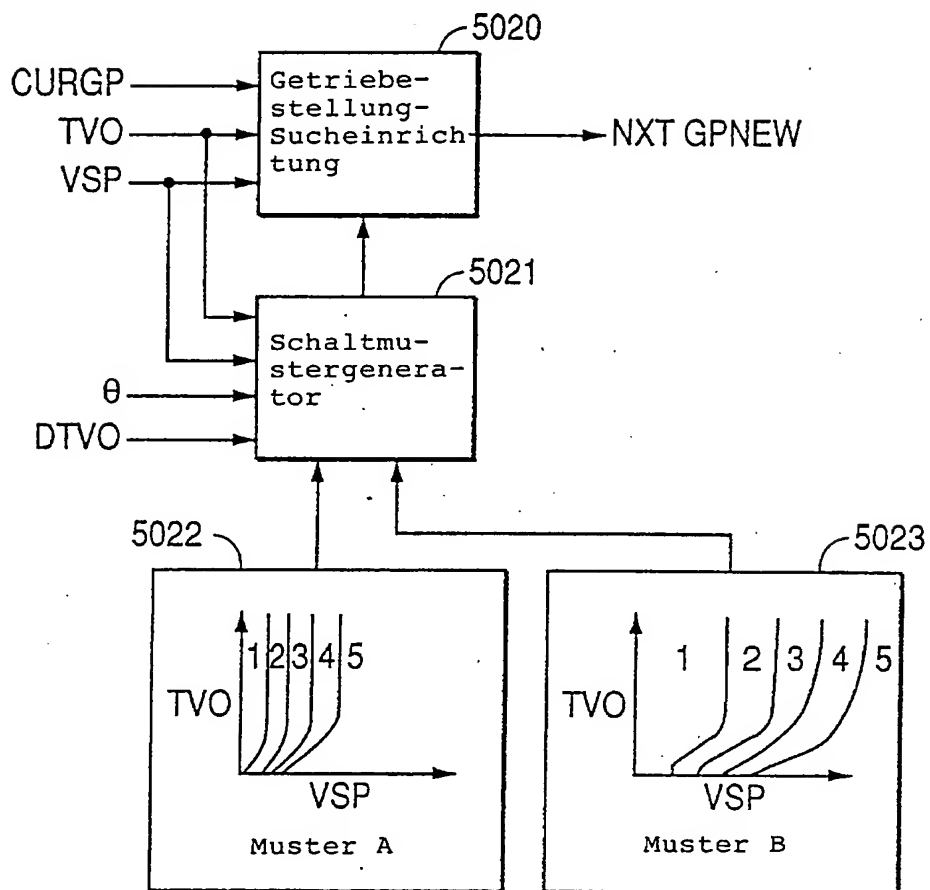 5020
CURGP
TVO
VSP
Getriebe-
stellung-
Sucheinrich
tung
NXT GPNEW
5021
θ
DTVO
Schaltmu-
stergenera-
tor
5022
5023
TVO
1 2 3 4 5
VSP
Muster A
TVO
1 2 3 4 5
VSP
Muster B